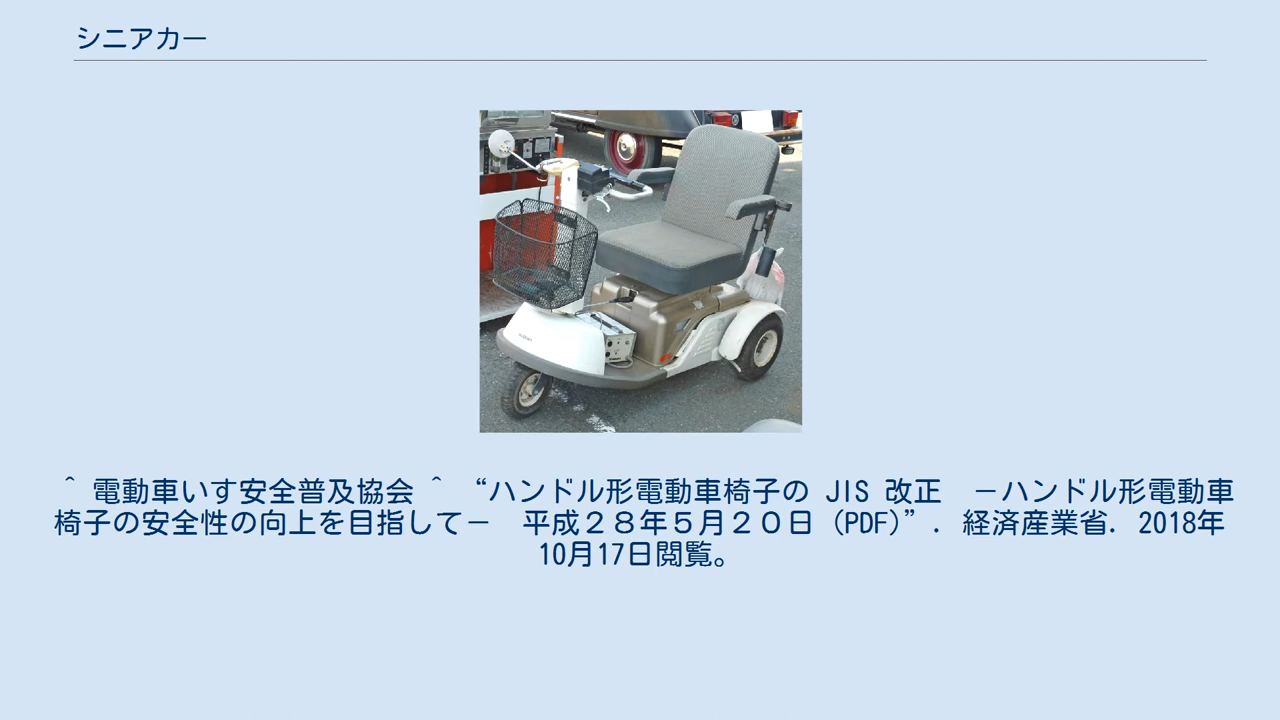 シニアカー
^ 電動車いす安全普及協会 ^ “ハンドル形電動車椅子の JIS 改正　－ハンドル形電動車
椅子の安全性の向上を目指して－　平成２８年５月２０日（PDF）”. 経済産業省. 2018年
10月17日閲覧。